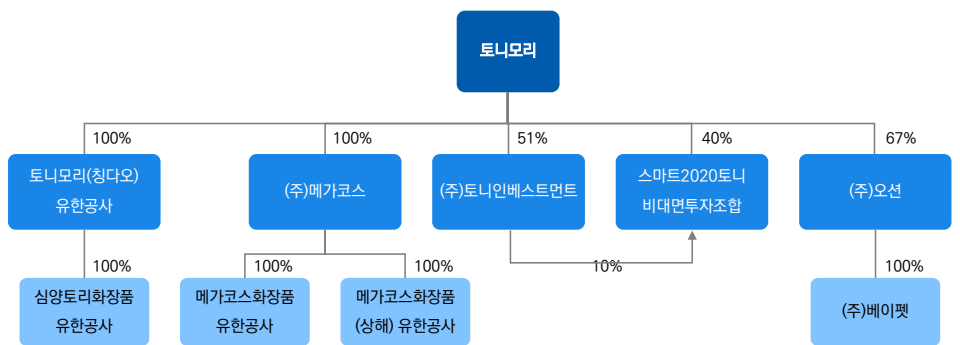 토니모리
100%
100%
51%
40%
67%
토니모리(칭다오)
유한공사
(주)메가코스
(주)토니인베스트먼트
스마트2020토니
비대면투자조합
(주)오션
100%
100%
100%
10%
100%
심양토리화장품
유한공사
메가코스화장품
유한공사
메가코스화장품
(상해) 유한공사
(주)베이펫